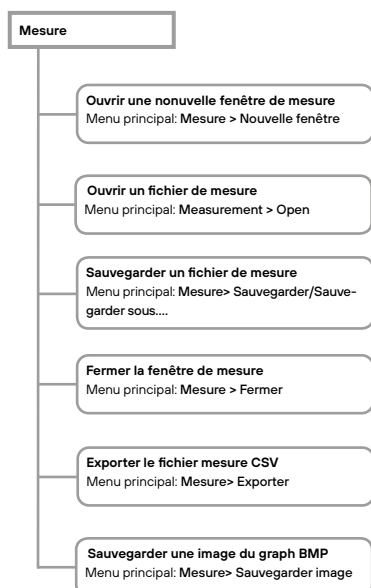 Mesure
Ouvrir une nonuvelle fenêtre de mesure
Menu principal: Mesure > Nouvelle fenêtre
Ouvrir un fichier de mesure
Menu principal: Measurement > Open
Sauvegarder un fichier de mesure
Menu principal: Mesure> Sauvegarder/Sauve-
garder sous....
Fermer la fenêtre de mesure
Menu principal: Mesure > Fermer
Exporter le fichier mesure CSV
Menu principal: Mesure> Exporter
Sauvegarder une image du graph BMP
Menu principal: Mesure> Sauvegarder image